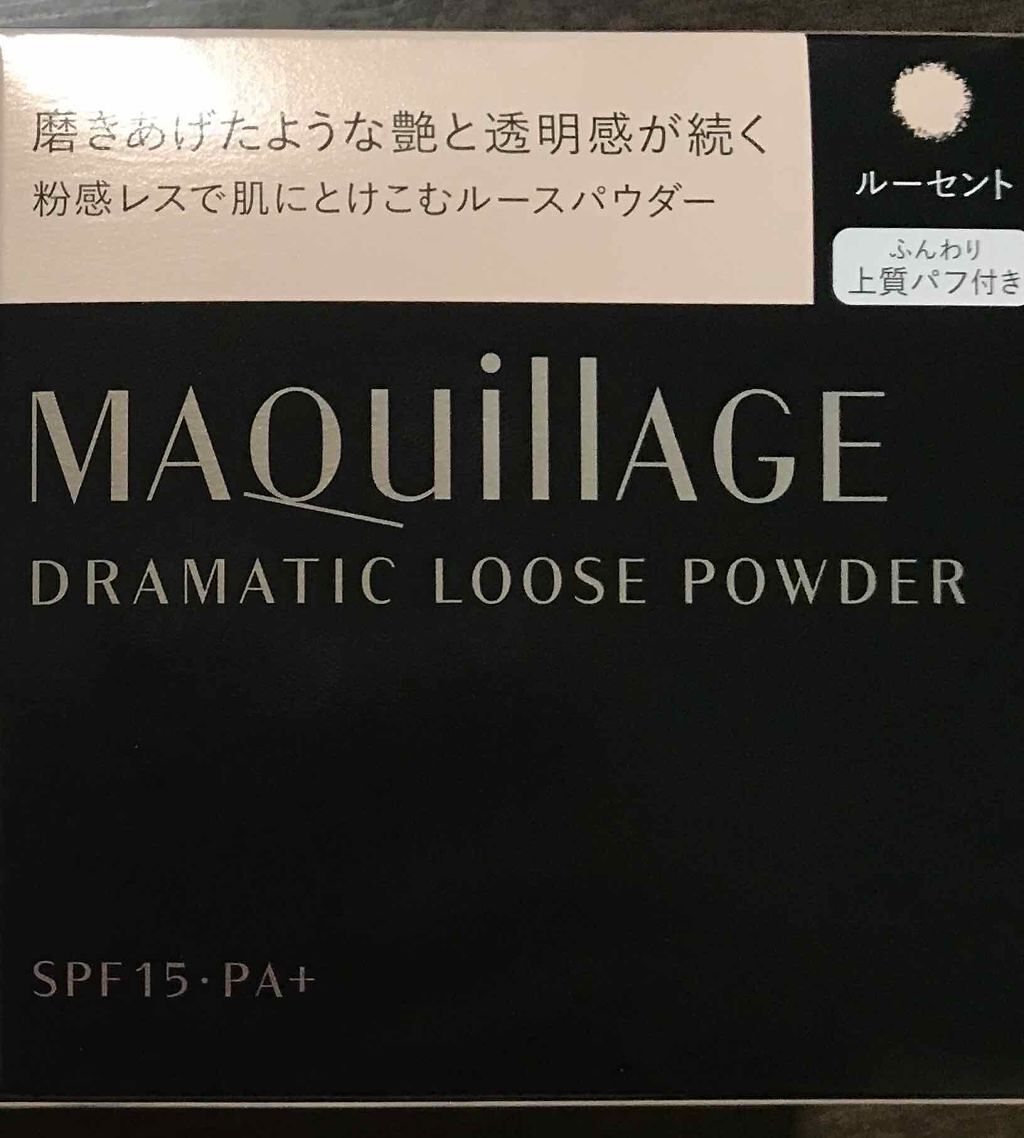 磨きあげたような艶と透明感が続く
粉感レスで肌にとけこむルースパウダー
ルーセント
ふんわり
上質パフ付き
MAQuillAGE
DRAMATIC LOOSE POWDER
SPF15・PA+